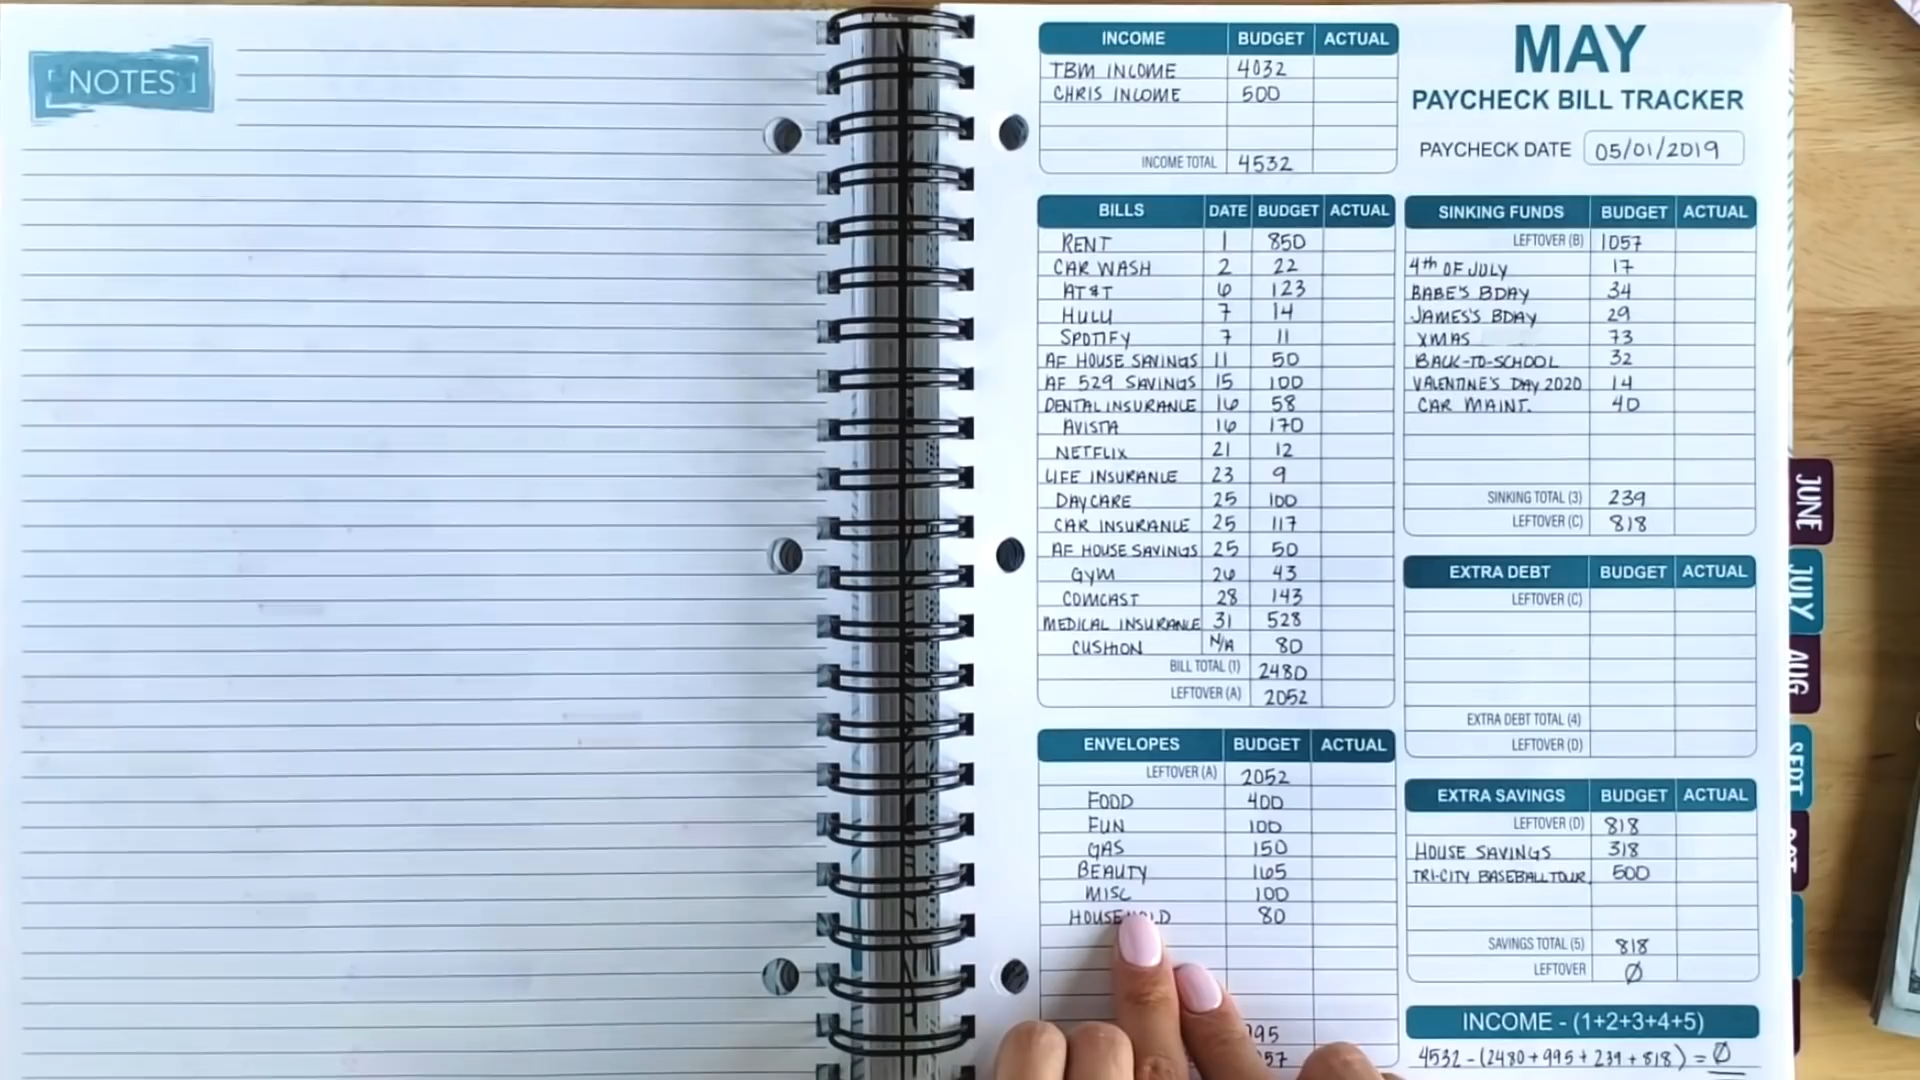 NOTES
INCOME BUDGET ACTUAL
TBM INCOME 4032
CHRIS INCOME 500
INCOME TOTAL 4532
MAY
PAYCHECK BILL TRACKER
PAYCHECK DATE 05/01/2019
BILLS DATE BUDGET ACTUAL
RENT 1 850
CAR WASH 2 22
AT&T 6 123
HULU 7 14
SPOTIFY 7 11
AF HOUSE SAVINGS 11 50
AF 529 SAVINGS 15 100
DENTAL INSURANCE 16 58
AVISTA 16 170
NETFLIX 21 12
LIFE INSURANCE 23 9
DAYCARE 25 100
CAR INSURANCE 25 117
AF HOUSE SAVINGS 25 50
GYM 26 43
COMCAST 28 143
MEDICAL INSURANCE 31 528
CUSHION N/A 80
BILL TOTAL (1) 2480
LEFTOVER (A) 2052
ENVELOPES BUDGET ACTUAL
LEFTOVER (A) 2052
FOOD 400
FUN 100
GAS 150
BEAUTY 165
MISC 100
HOUSEHOLD 80
SINKING FUNDS BUDGET ACTUAL
LEFTOVER (B) 1057
4th OF JULY 17
BABE'S BDAY 34
JAMES'S BDAY 29
XMAS 73
BACK-TO-SCHOOL 32
VALENTINE'S DAY 2020 14
CAR MAINT. 40
SINKING TOTAL (3) 239
LEFTOVER (C) 818
EXTRA DEBT BUDGET ACTUAL
LEFTOVER (C)
EXTRA DEBT TOTAL (4)
LEFTOVER (D)
EXTRA SAVINGS BUDGET ACTUAL
LEFTOVER (D) 818
HOUSE SAVINGS 318
TRI-CITY BASEBALL TOUR. 500
SAVINGS TOTAL (5) 818
LEFTOVER Ø
INCOME - (1+2+3+4+5)
4532 - (2480 + 995 + 239 + 818) = Ø
JUNE
JULY
AUG
SEPT